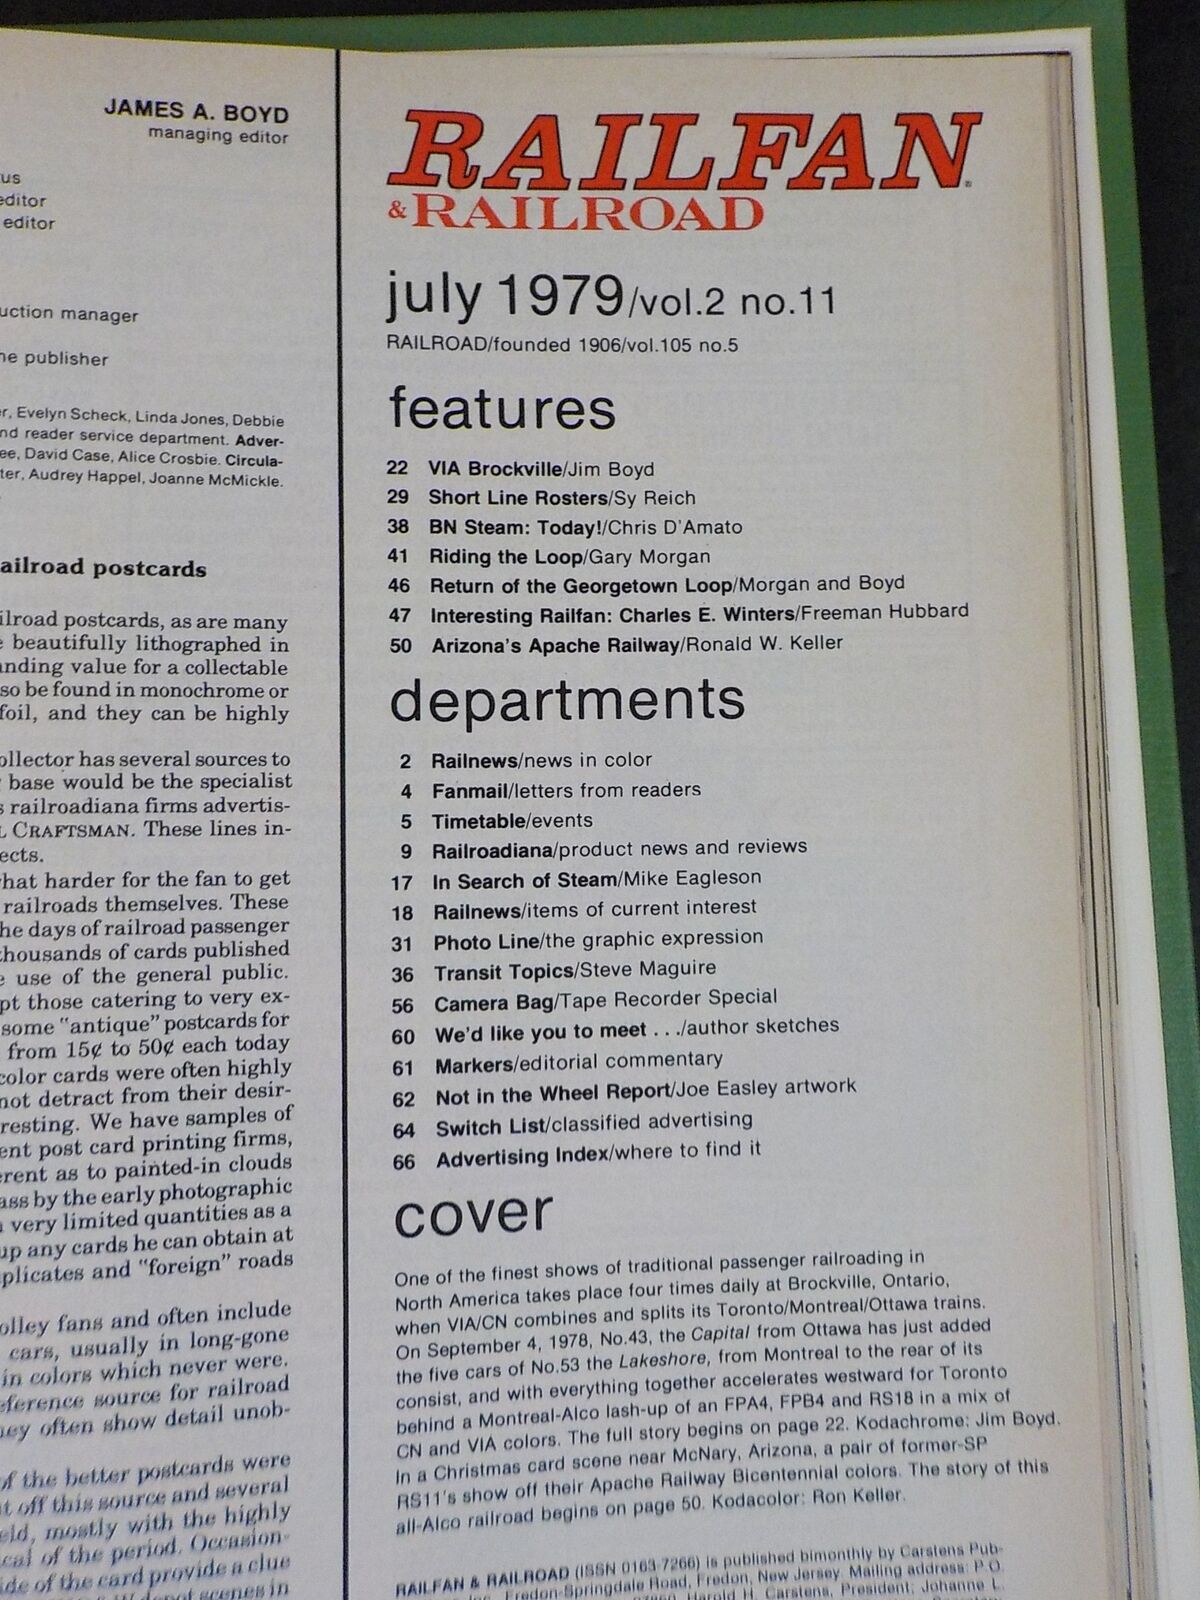 JAMES A. BOYD
managing editor
us
editor
editor
uction manager
he publisher
r, Evelyn Scheck, Linda Jones, Debbie
nd reader service department. Adver-
ee, David Case, Alice Crosbie. Circula-
ter, Audrey Happel, Joanne McMickle.
ailroad postcards
ilroad postcards, as are many
e beautifully lithographed in
anding value for a collectable
so be found in monochrome or
foil, and they can be highly
ollector has several sources to
r base would be the specialist
s railroadiana firms advertis-
L CRAFTSMAN. These lines in-
ects.
hat harder for the fan to get
railroads themselves. These
he days of railroad passenger
thousands of cards published
e use of the general public.
pt those catering to very ex-
some "antique" postcards for
from 15¢ to 50¢ each today
color cards were often highly
not detract from their desir-
resting. We have samples of
ent post card printing firms,
erent as to painted-in clouds
ass by the early photographic
n very limited quantities as a
up any cards he can obtain at
plicates and "foreign" roads
olley fans and often include
cars, usually in long-gone
in colors which never were.
eference source for railroad
hey often show detail unob-
of the better postcards were
t off this source and several
eld, mostly with the highly
cal of the period. Occasion-
ide of the card provide a clue
depot scenes in
RAILFAN
& RAILROAD
july 1979/vol.2 no.11
RAILROAD/founded 1906/vol.105 no.5
features
22 VIA Brockville/Jim Boyd
29 Short Line Rosters/Sy Reich
38 BN Steam: Today!/Chris D'Amato
41 Riding the Loop/Gary Morgan
46 Return of the Georgetown Loop/Morgan and Boyd
47 Interesting Railfan: Charles E. Winters/Freeman Hubbard
50 Arizona's Apache Railway/Ronald W. Keller
departments
2 Railnews/news in color
4 Fanmail/letters from readers
5 Timetable/events
9 Railroadiana/product news and reviews
17 In Search of Steam/Mike Eagleson
18 Railnews/items of current interest
31 Photo Line/the graphic expression
36 Transit Topics/Steve Maguire
56 Camera Bag/Tape Recorder Special
60 We'd like you to meet . . ./author sketches
61 Markers/editorial commentary
62 Not in the Wheel Report/Joe Easley artwork
64 Switch List/classified advertising
66 Advertising Index/where to find it
cover
One of the finest shows of traditional passenger railroading in
North America takes place four times daily at Brockville, Ontario,
when VIA/CN combines and splits its Toronto/Montreal/Ottawa trains.
On September 4, 1978, No.43, the Capital from Ottawa has just added
the five cars of No.53 the Lakeshore, from Montreal to the rear of its
consist, and with everything together accelerates westward for Toronto
behind a Montreal-Alco lash-up of an FPA4, FPB4 and RS18 in a mix of
CN and VIA colors. The full story begins on page 22. Kodachrome: Jim Boyd.
In a Christmas card scene near McNary, Arizona, a pair of former-SP
RS11's show off their Apache Railway Bicentennial colors. The story of this
all-Alco railroad begins on page 50. Kodacolor: Ron Keller.
RAILFAN & RAILROAD (ISSN 0163-7266) is published bimonthly by Carstens Pub-
Fredon-Springdale Road, Fredon, New Jersey. Mailing address: P.O.
Harold H. Carstens, President; Johanne L.